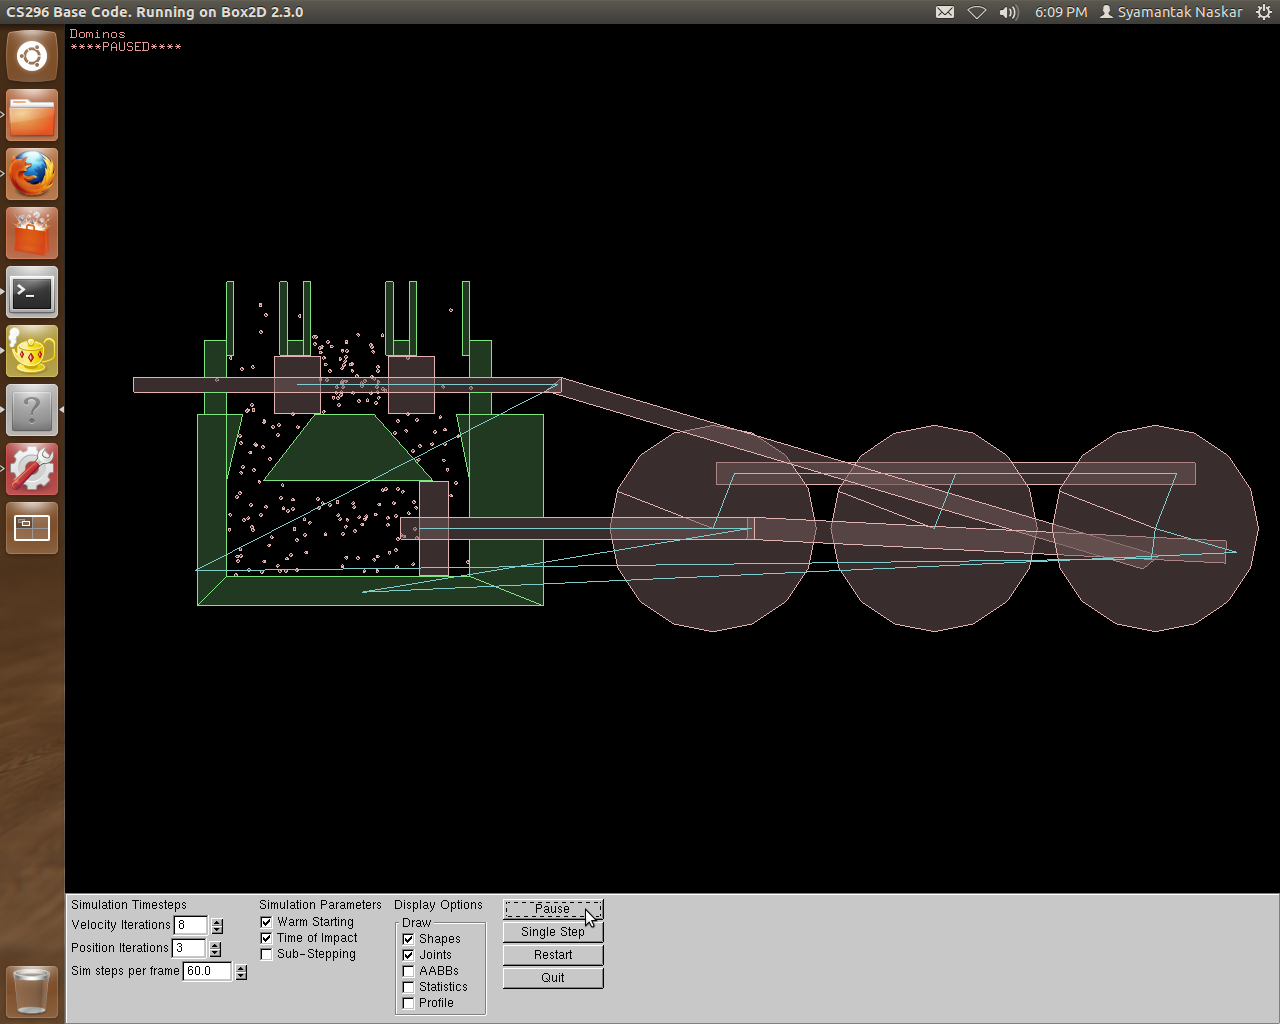 CS296 Base Code. Running on Box2D 2.3.0
6:09 PM Syamantak Naskar
Dominos
****PAUSED****
>_
?
Simulation Timesteps
Velocity Iterations 8
Position Iterations 3
Sim steps per frame 60.0
Simulation Parameters
Warm Starting
Time of Impact
Sub-Stepping
Display Options
Draw
Shapes
Joints
AABBs
Statistics
Profile
Pause
Single Step
Restart
Quit